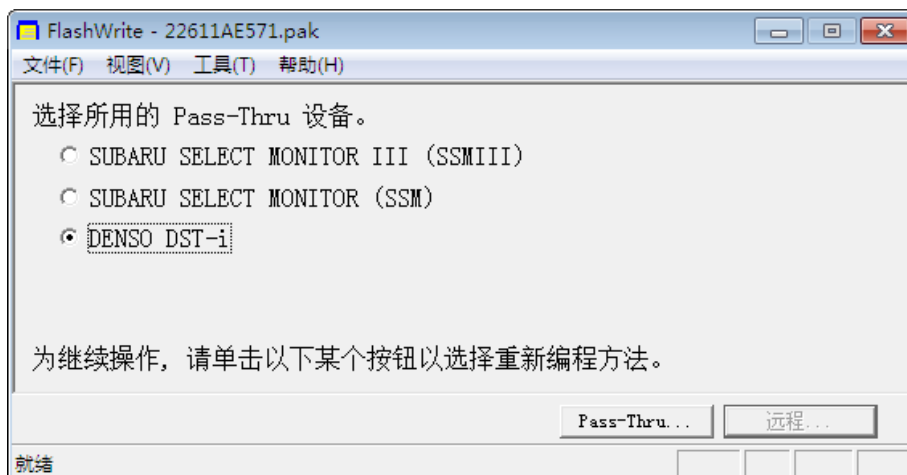 FlashWrite - 22611AE571.pak
文件(F) 视图(V) 工具(T) 帮助(H)
选择所用的 Pass-Thru 设备。
SUBARU SELECT MONITOR III (SSMIII)
SUBARU SELECT MONITOR (SSM)
DENSO DST-i
为继续操作, 请单击以下某个按钮以选择重新编程方法。
Pass-Thru... 远程...
就绪